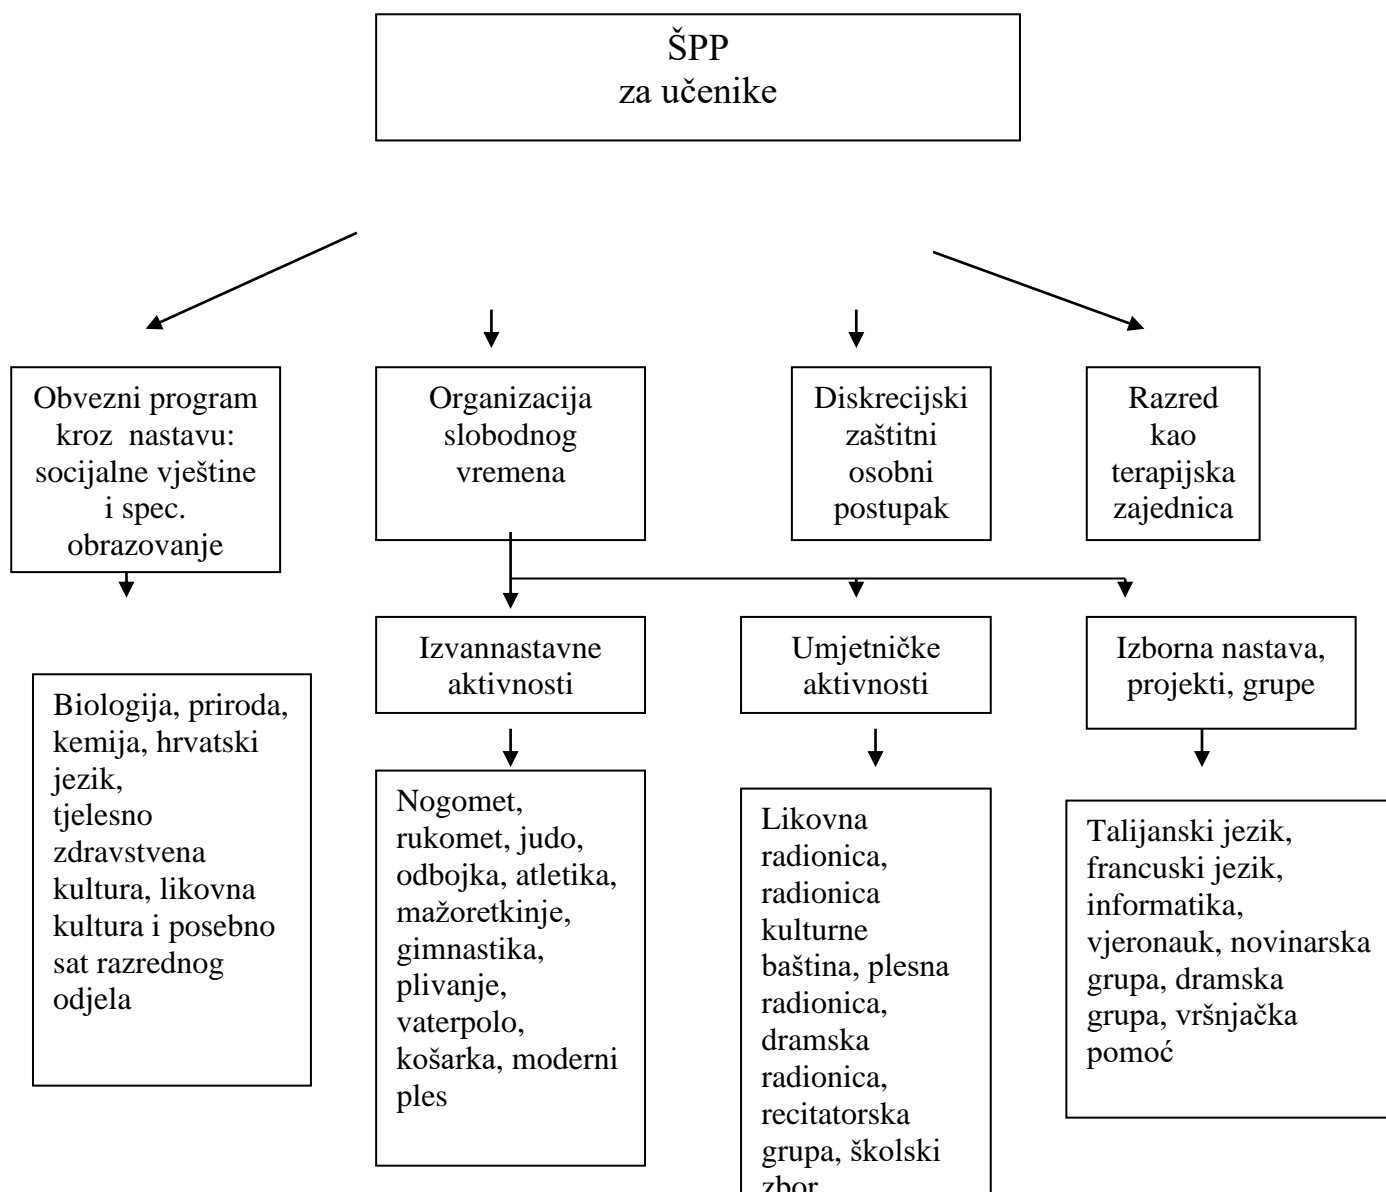 ŠPP
za učenike
Obvezni program
kroz nastavu:
socijalne vještine
i spec.
obrazovanje
Organizacija
slobodnog
vremena
Diskrecijski
zaštitni
osobni
postupak
Razred
kao
terapijska
zajednica
Izvannastavne
aktivnosti
Umjetničke
aktivnosti
Izborna nastava,
projekti, grupe
Biologija, priroda,
kemija, hrvatski
jezik,
tjelesno
zdravstvena
kultura, likovna
kultura i posebno
sat razrednog
odjela
Nogomet,
rukomet, judo,
odbojka, atletika,
mažoretkinje,
gimnastika,
plivanje,
vaterpolo,
košarka, moderni
ples
Likovna
radionica,
radionica
kulturne
baština, plesna
radionica,
dramska
radionica,
recitatorska
grupa, školski
zbor
Talijanski jezik,
francuski jezik,
informatika,
vjeronauk, novinarska
grupa, dramska
grupa, vršnjačka
pomoć